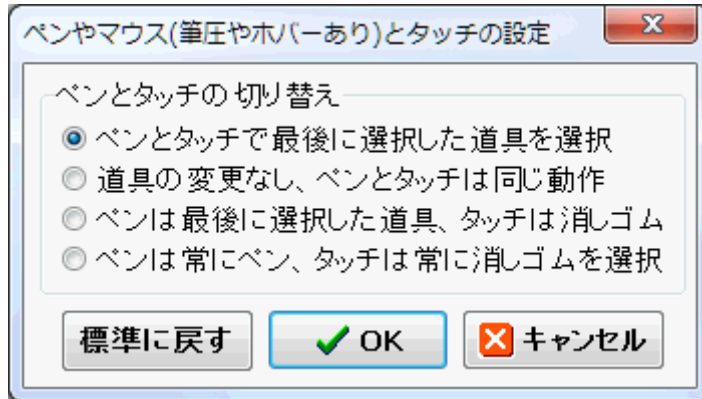 ペンやマウス(筆圧やホバーあり)とタッチの設定
ペンとタッチの切り替え
ペンとタッチで最後に選択した道具を選択
道具の変更なし、ペンとタッチは同じ動作
ペンは最後に選択した道具、タッチは消しゴム
ペンは常にペン、タッチは常に消しゴムを選択
標準に戻す OK キャンセル